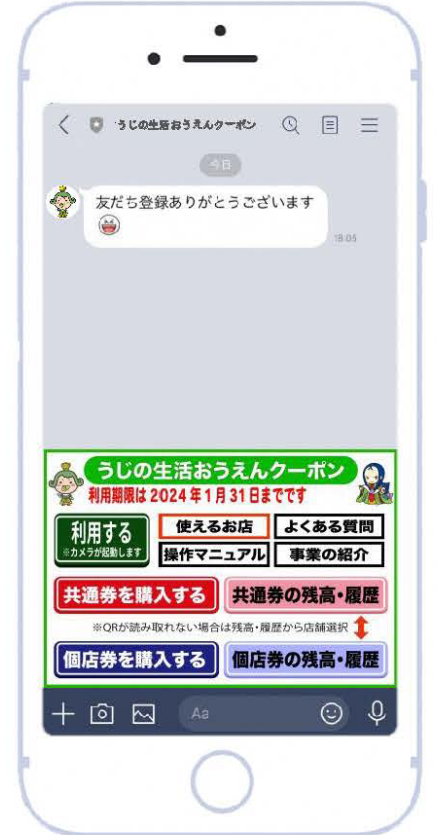 うじの生活おうえんクーポン
今日
友だち登録ありがとうございます
18:05
うじの生活おうえんクーポン
利用期限は2024年1月31日までです
利用する
※カメラが起動します
使えるお店
よくある質問
操作マニュアル
事業の紹介
共通券を購入する
共通券の残高・履歴
※QRが読み取れない場合は残高・履歴から店舗選択
個店券を購入する
個店券の残高・履歴
Aa